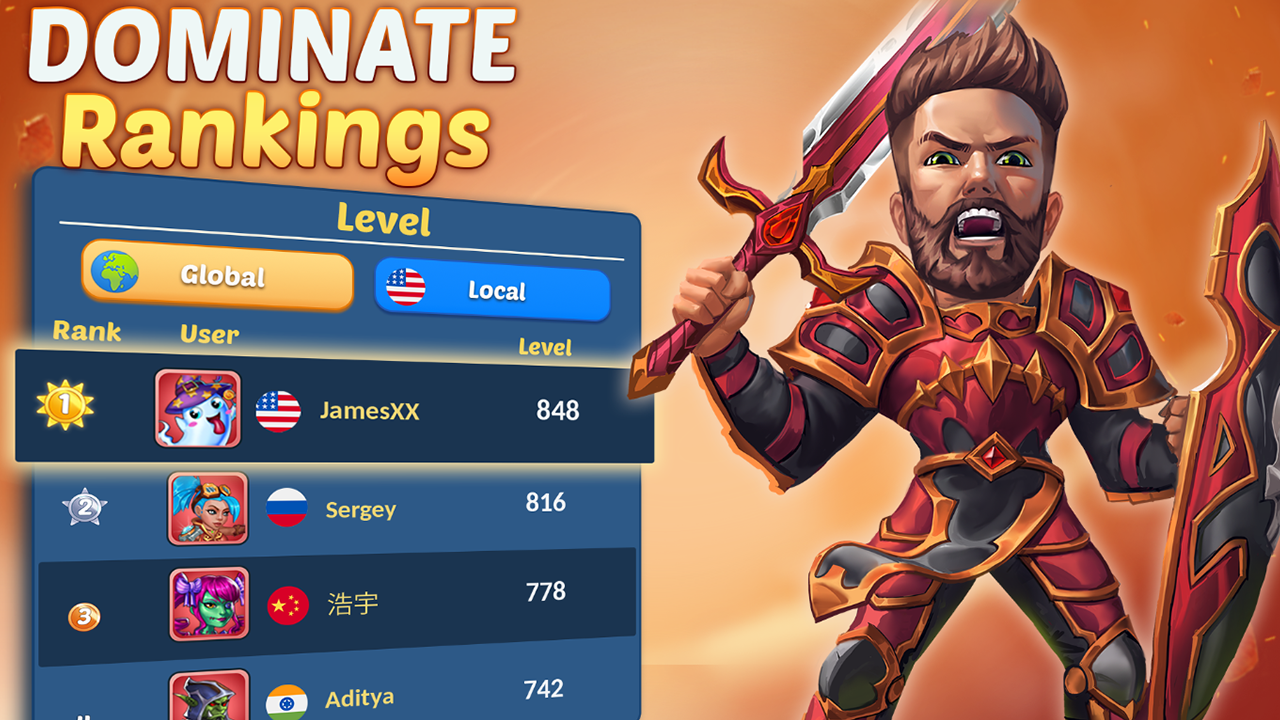 DOMINATE
Rankings
Level
Global
Local
Rank User Level
1 JamesXX 848
2 Sergey 816
3 浩宇 778
Aditya 742